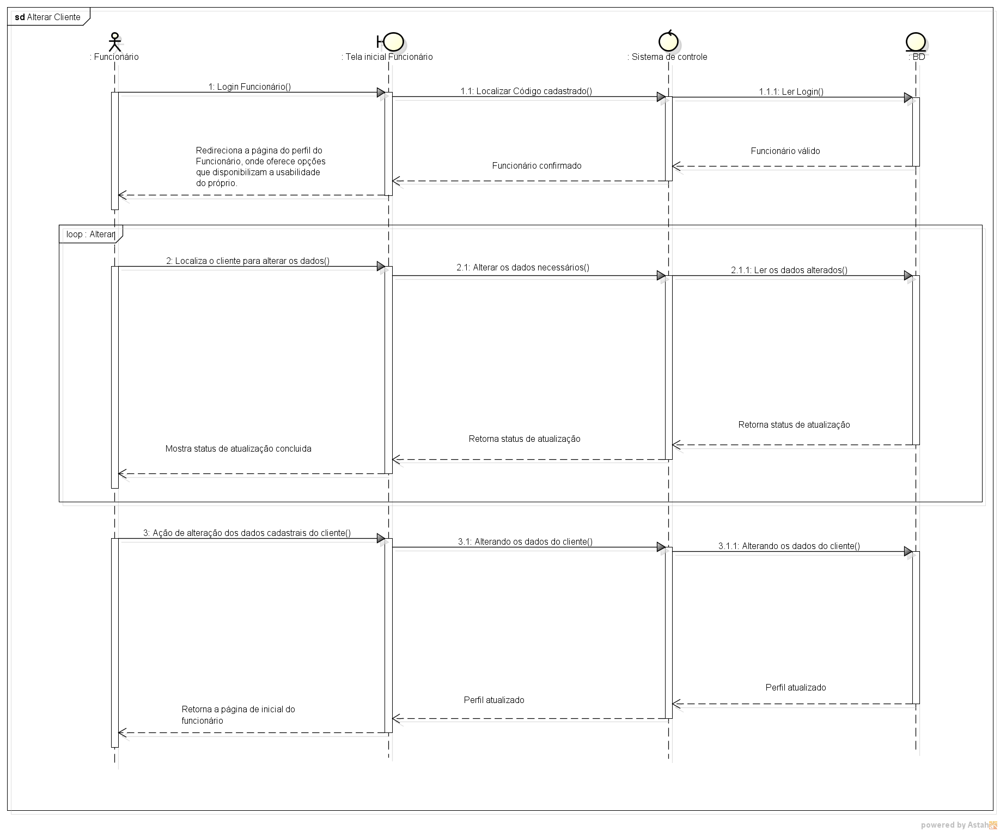 sd Alterar Cliente
: Funcionário
: Tela inicial Funcionário
: Sistema de controle
: BD
1: Login Funcionário()
1.1: Localizar Código cadastrado()
1.1.1: Ler Login()
Redireciona a página do perfil do
Funcionário, onde oferece opções
que disponibilizam a usabilidade
do próprio.
Funcionário confirmado
Funcionário válido
loop : Alterar
2: Localiza o cliente para alterar os dados()
2.1: Alterar os dados necessários()
2.1.1: Ler os dados alterados()
Retorna status de atualização
Retorna status de atualização
Mostra status de atualização concluida
3: Ação de alteração dos dados cadastrais do cliente()
3.1: Alterando os dados do cliente()
3.1.1: Alterando os dados do cliente()
Perfil atualizado
Perfil atualizado
Retorna a página de inicial do
funcionário
powered by Astah